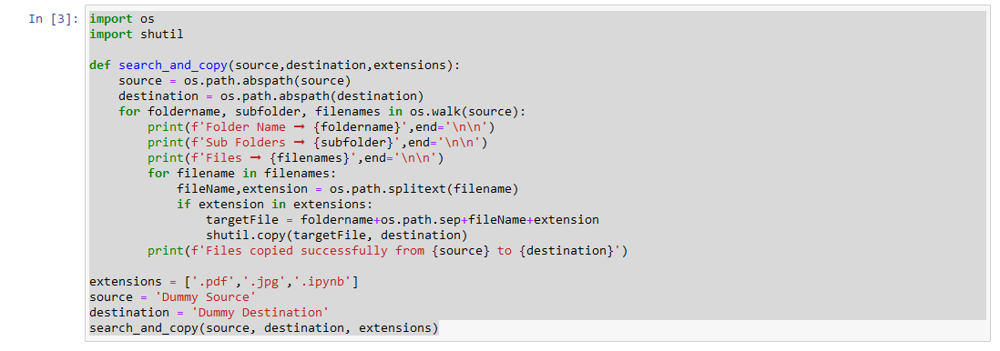 In [3]: import os
import shutil

def search_and_copy(source,destination,extensions):
    source = os.path.abspath(source)
    destination = os.path.abspath(destination)
    for foldername, subfolder, filenames in os.walk(source):
        print(f'Folder Name → {foldername}',end='\n\n')
        print(f'Sub Folders → {subfolder}',end='\n\n')
        print(f'Files → {filenames}',end='\n\n')
        for filename in filenames:
            fileName,extension = os.path.splitext(filename)
            if extension in extensions:
                targetFile = foldername+os.path.sep+fileName+extension
                shutil.copy(targetFile, destination)
        print(f'Files copied successfully from {source} to {destination}')

extensions = ['.pdf','.jpg','.ipynb']
source = 'Dummy Source'
destination = 'Dummy Destination'
search_and_copy(source, destination, extensions)